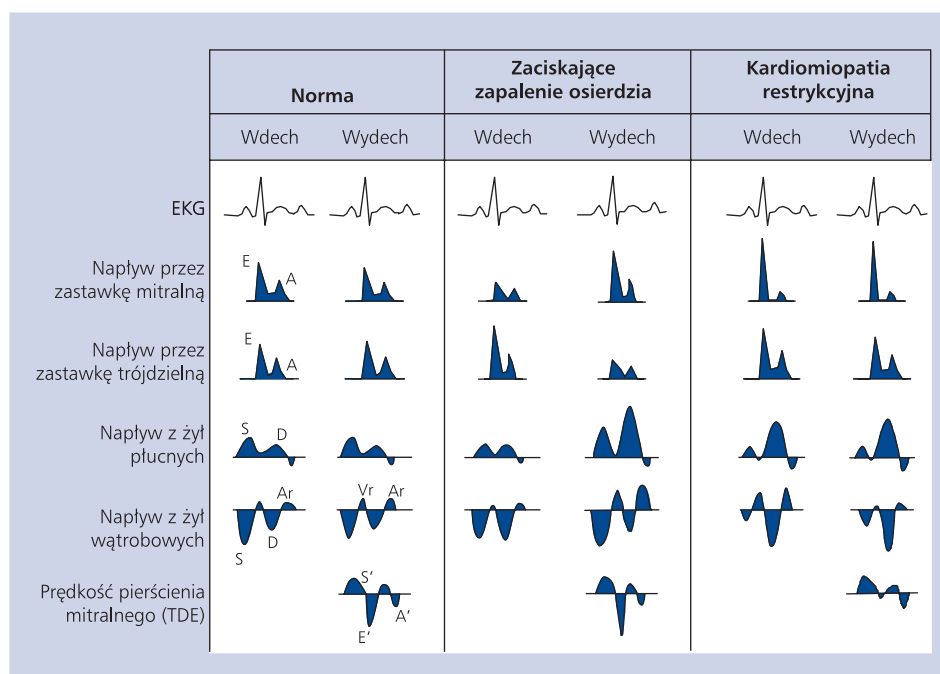 Norma
Zaciskające
zapalenie osierdzia
Kardiomiopatia
restrykcyjna
Wdech Wydech Wdech Wydech Wdech Wydech
EKG
Napływ przez
zastawkę mitralną
E
A
Napływ przez
zastawkę trójdzielną
E
A
Napływ z żył
płucnych
S
D
Napływ z żył
wątrobowych
Ar
S
D
Vr Ar
Prędkość pierścienia
mitralnego (TDE)
S'
E'
A'